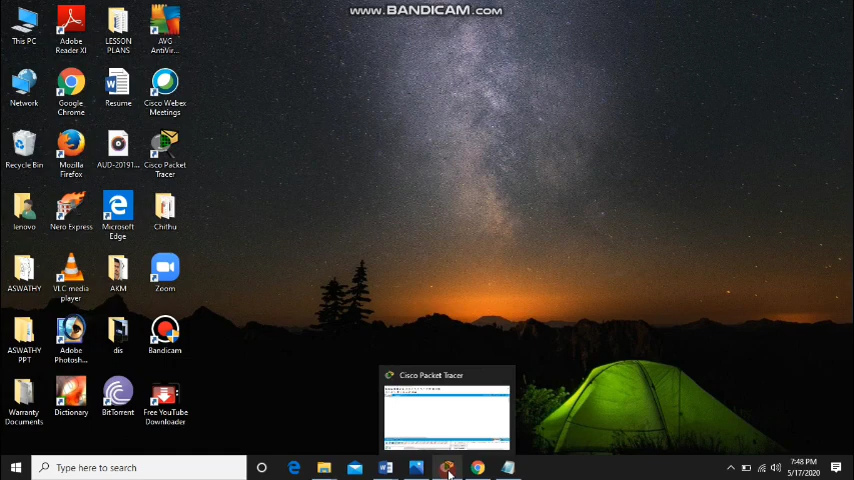 www.BANDICAM.com
This PC
Adobe Reader XI
LESSON PLANS
AVG AntiVir...
Network
Google Chrome
Resume
Cisco Webex Meetings
Recycle Bin
Mozilla Firefox
AUD-20191...
Cisco Packet Tracer
lenovo
Nero Express
Microsoft Edge
Chithu
ASWATHY
VLC media player
AKM
Zoom
ASWATHY PPT
Adobe Photosh...
dis
Bandicam
Warranty Documents
Dictionary
BitTorrent
Free YouTube Downloader
Cisco Packet Tracer
Type here to search
7:48 PM
5/17/2020